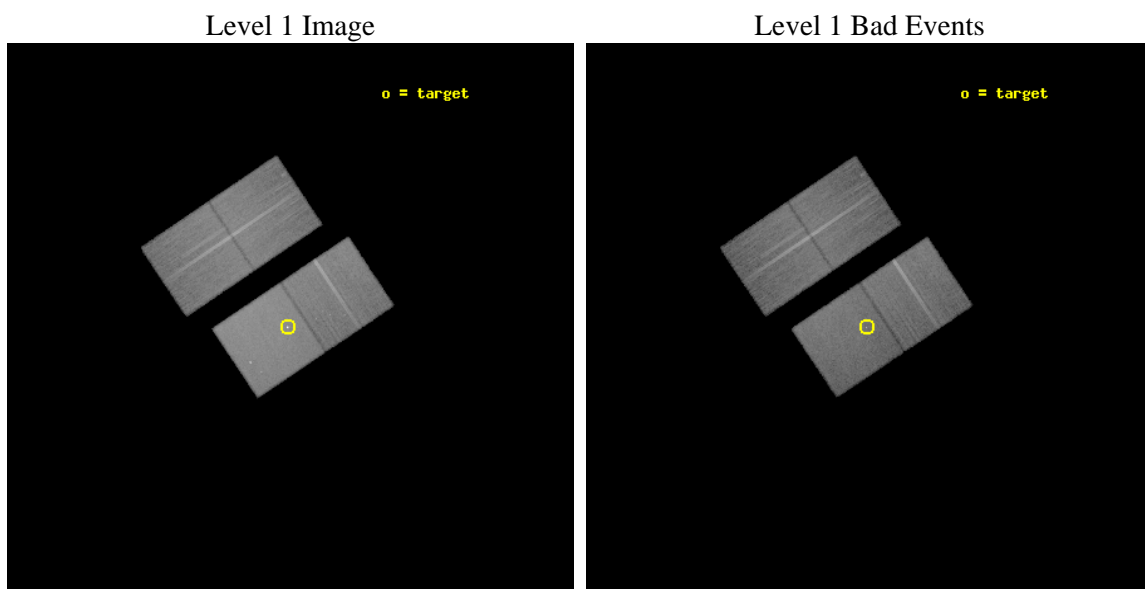 Level 1 Image
Level 1 Bad Events
o = target
o = target